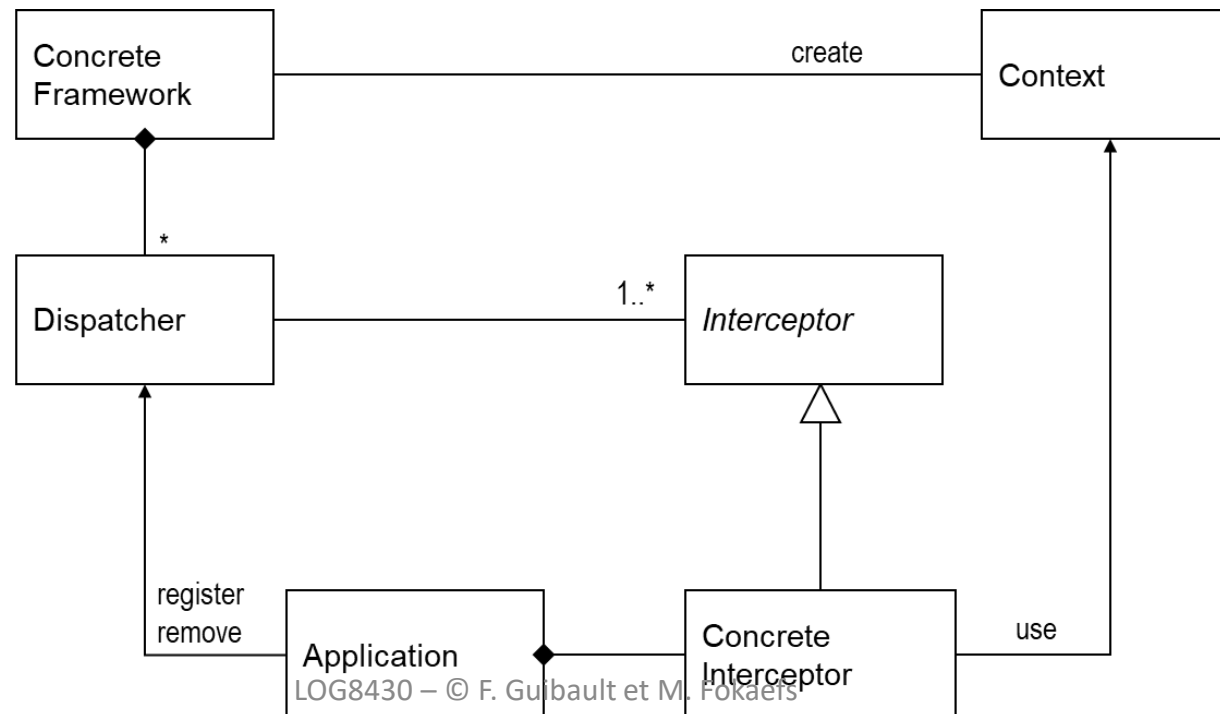 Concrete
Framework
create
Context
*
Dispatcher
1..*
Interceptor
register
remove
Application
Concrete
Interceptor
use
LOG8430 – © F. Guibault et M. Fokaefs